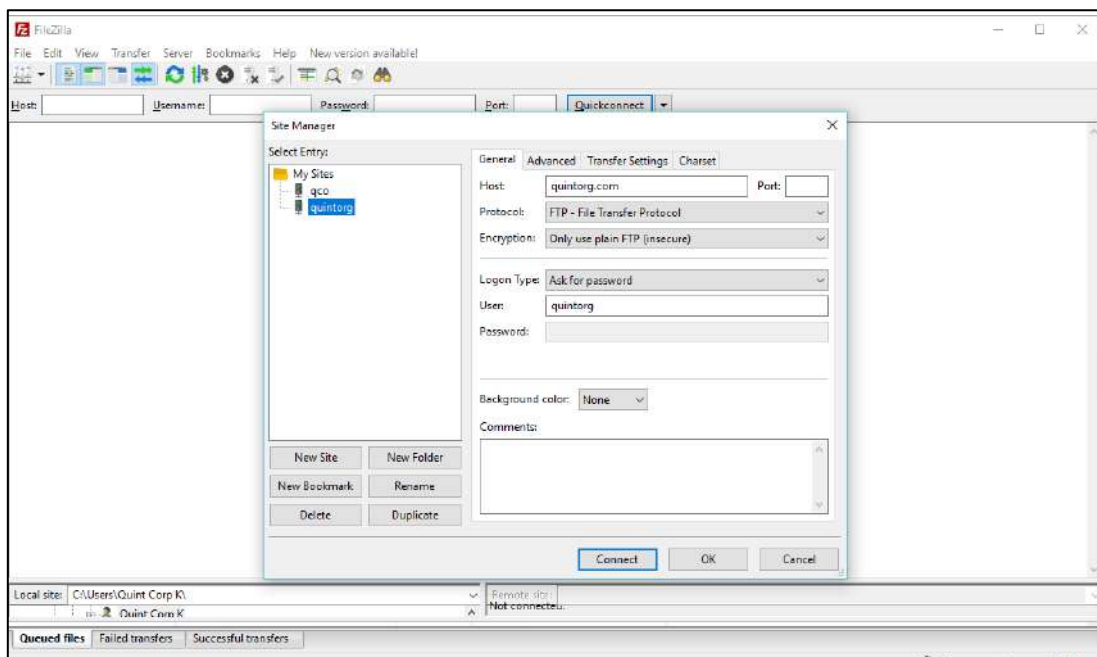 FileZilla
File Edit View Transfer Server Bookmarks Help New version available!
Host: Username: Password: Port: Quickconnect
Site Manager
Select Entry:
My Sites
qco
quintorg
General Advanced Transfer Settings Charset
Host: quintorg.com Port:
Protocol: FTP - File Transfer Protocol
Encryption: Only use plain FTP (insecure)
Logon Type: Ask for password
User: quintorg
Password:
Background color: None
Comments:
New Site New Folder
New Bookmark Rename
Delete Duplicate
Connect OK Cancel
Local site: C:\Users\Quint Corp K\ Remote site:
Quint Corp K Not connected.
Queued files Failed transfers Successful transfers